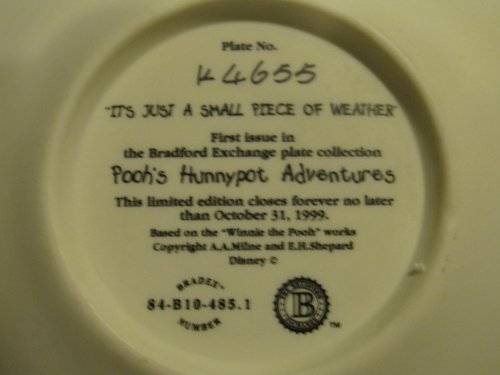 Plate No.
K4655
"IT'S JUST A SMALL PIECE OF WEATHER"
First issue in
the Bradford Exchange plate collection
Pooh's Hunnypot Adventures
This limited edition closes forever no later
than October 31, 1999.
Based on the "Winnie the Pooh" works
Copyright A.A.Milne and E.H.Shepard
Disney ©
BRADEX
84-B10-485.1
NUMBER
B
TM